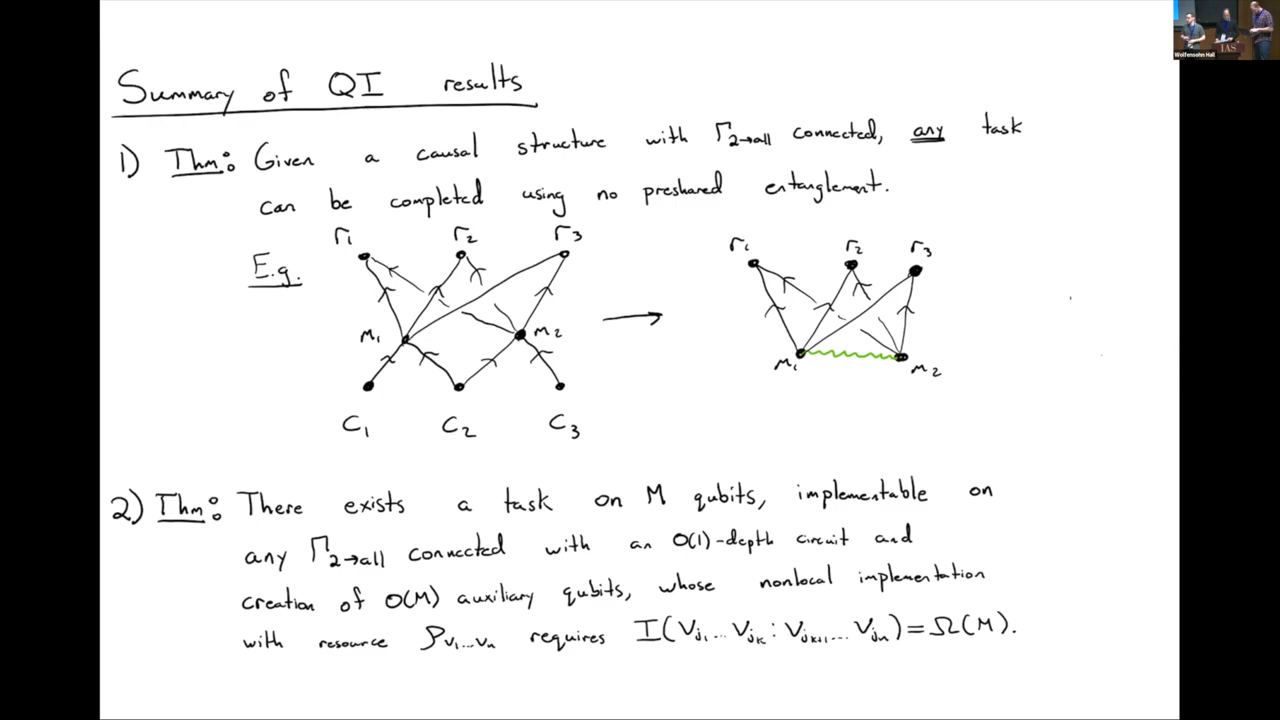 Summary of QI results
1) Thm: Given a causal structure with Γ2→all connected, any task
can be completed using no preshared entanglement.
E.g.
r1 r2 r3
M1 M2
C1 C2 C3
r1 r2 r3
M1 M2
2) Thm: There exists a task on M qubits, implementable on
any Γ2→all connected with an O(1)-depth circuit and
creation of O(M) auxiliary qubits, whose nonlocal implementation
with resource ρV1...Vn requires I(Vj1...Vjk : Vjk+1...Vjn) = Ω(M).
IAS
Wolfensohn Hall